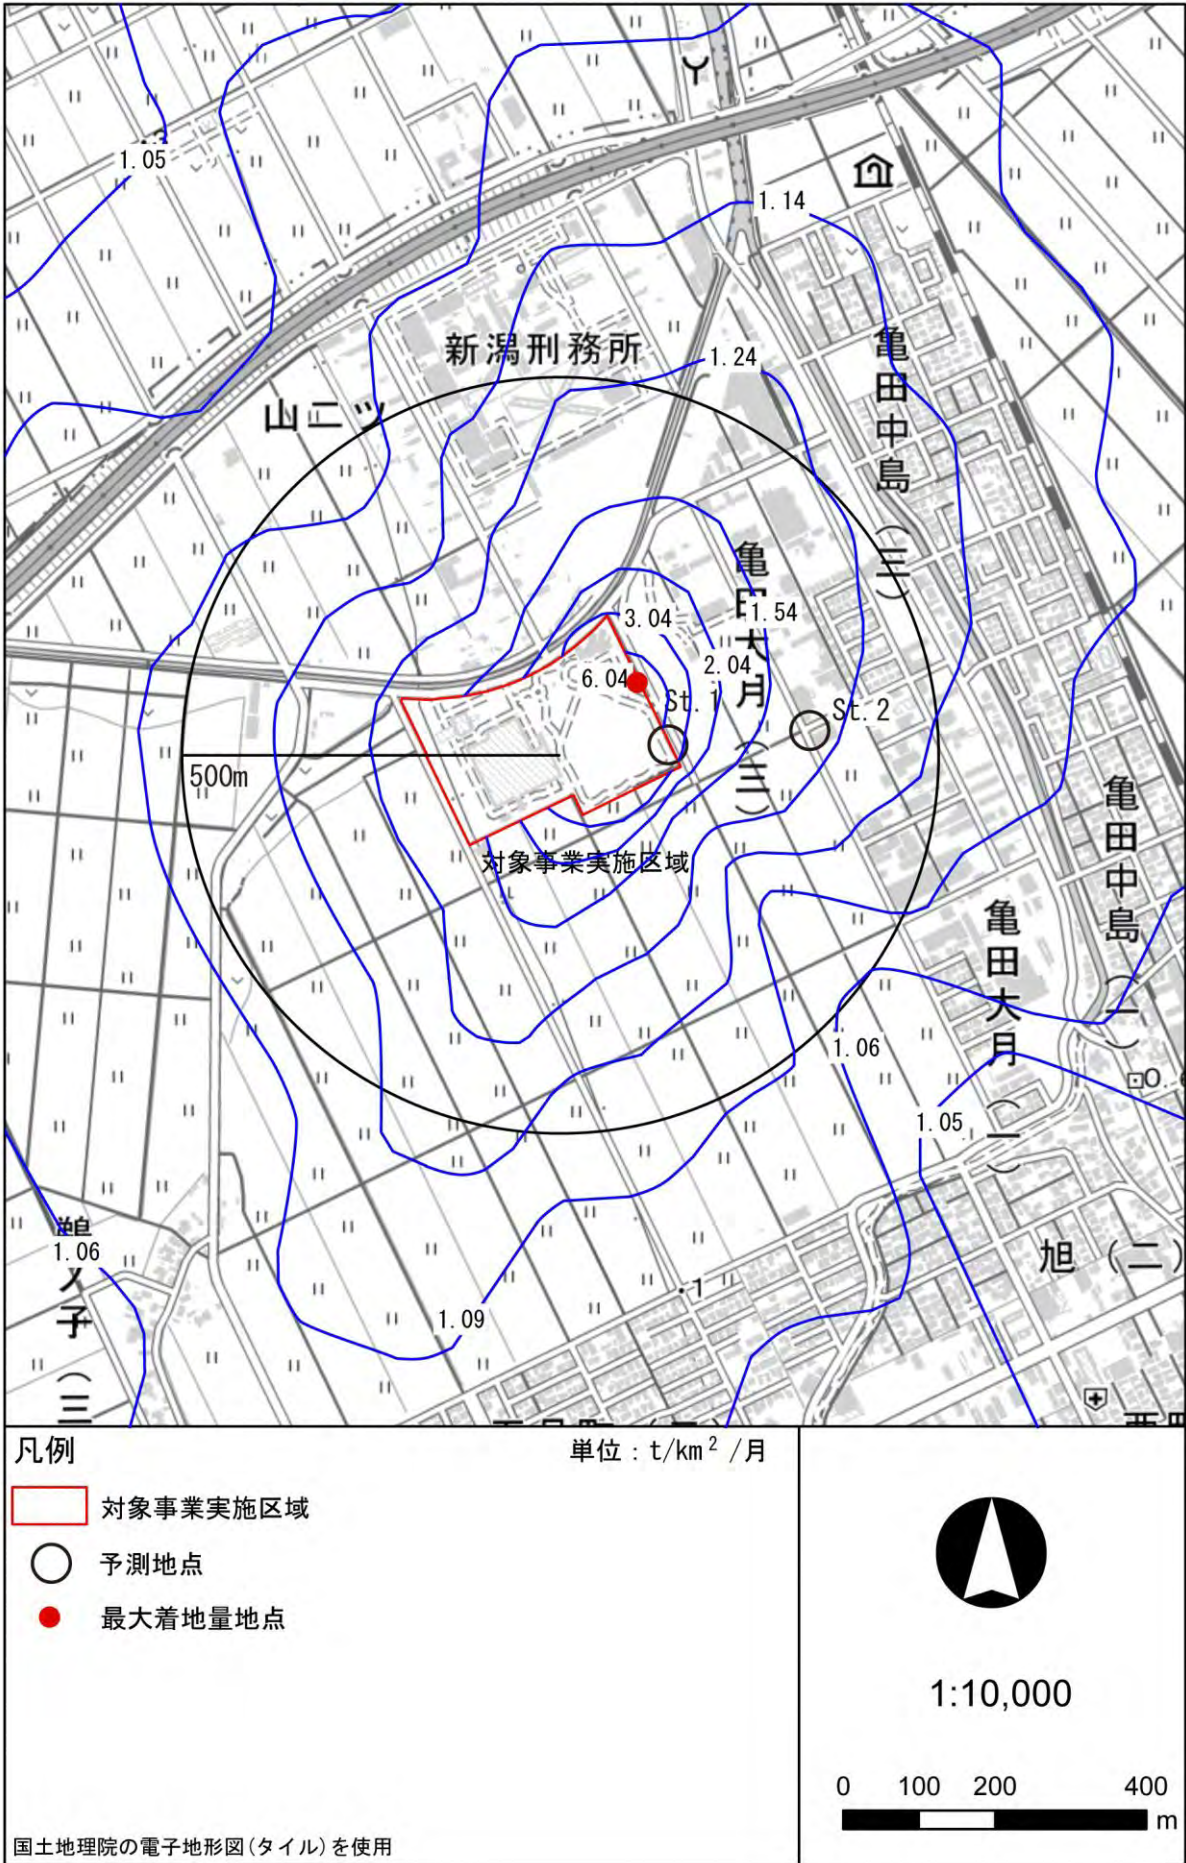 1.05
1.14
新潟刑務所
1.24
亀田中島(三)
山二ツ
亀田大月(三)
1.54
3.04
2.04
6.04
St.1
St.2
500m
亀田中島(二)
対象事業実施区域
亀田大月(一)
1.06
1.05
1.06
旭(二)
1.09
凡例
単位:t/km²/月
対象事業実施区域
予測地点
最大着地量地点
1:10,000
0 100 200 400
m
国土地理院の電子地形図(タイル)を使用